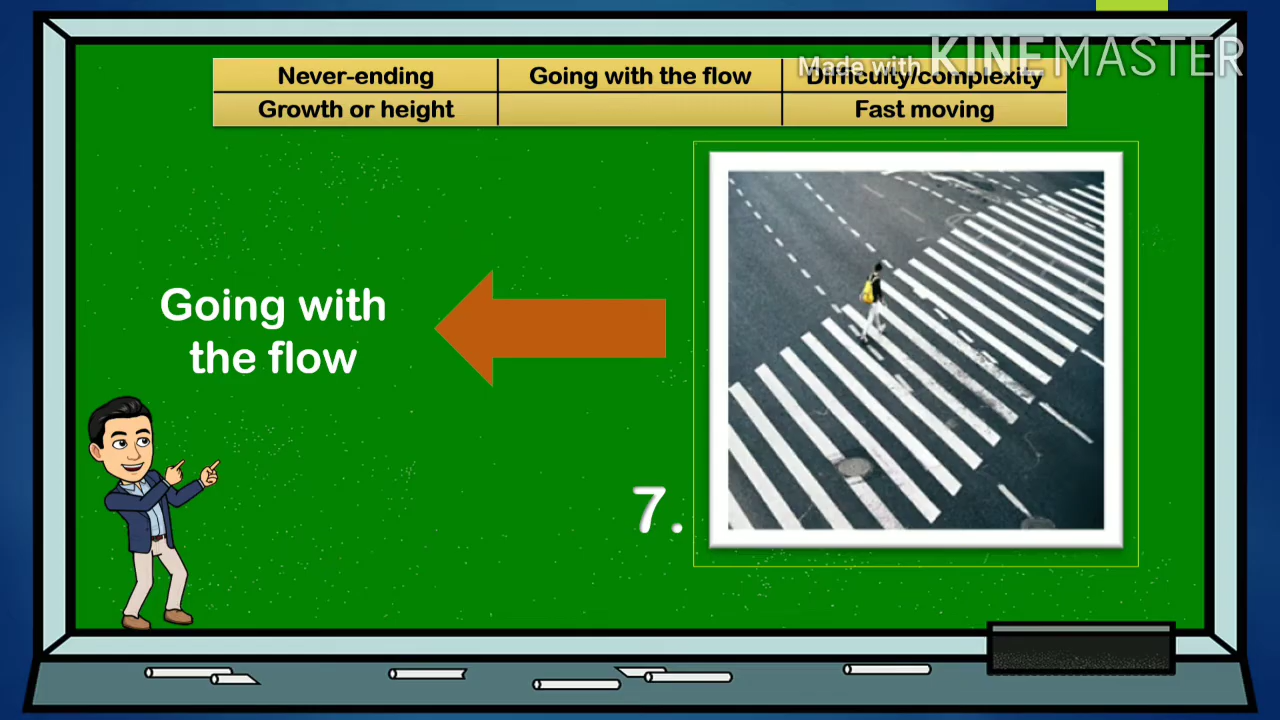 Made with KINEMASTER
Never-ending Going with the flow Difficulty/complexity
Growth or height Fast moving
Going with
the flow
7.